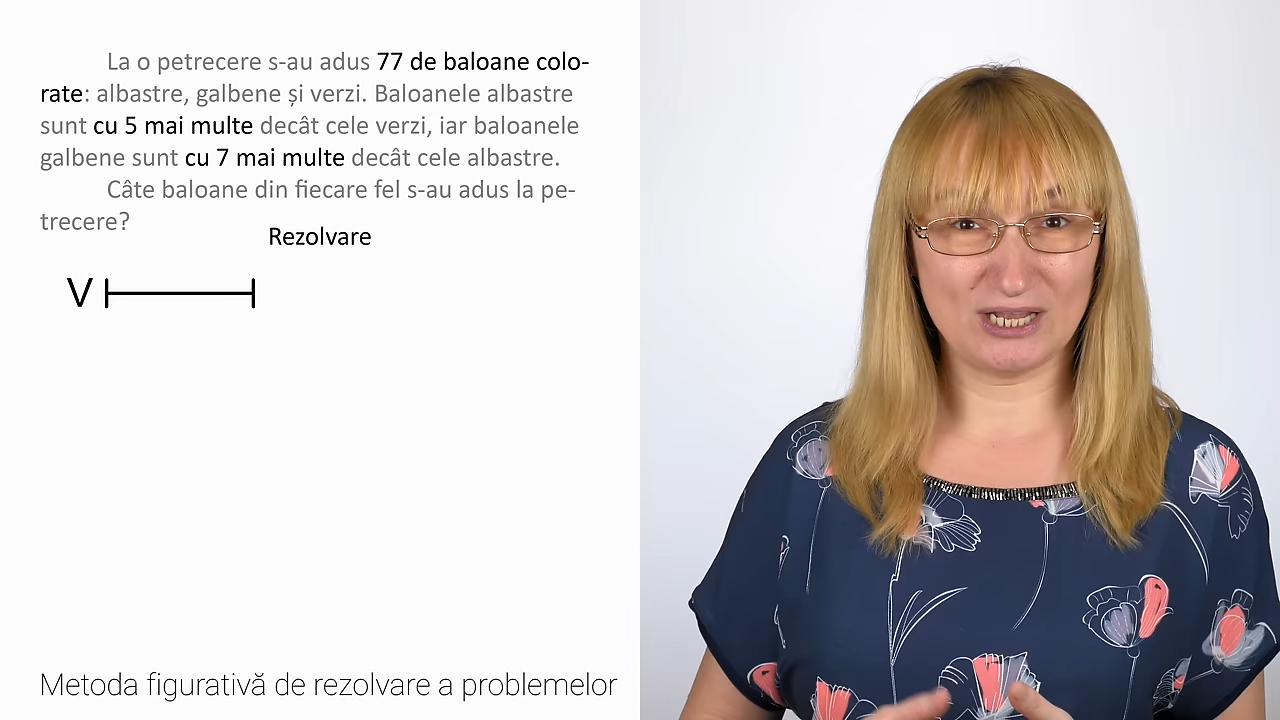 La o petrecere s-au adus 77 de baloane colo-
rate: albastre, galbene și verzi. Baloanele albastre
sunt cu 5 mai multe decât cele verzi, iar baloanele
galbene sunt cu 7 mai multe decât cele albastre.
Câte baloane din fiecare fel s-au adus la pe-
trecere?
Rezolvare
V
Metoda figurativă de rezolvare a problemelor